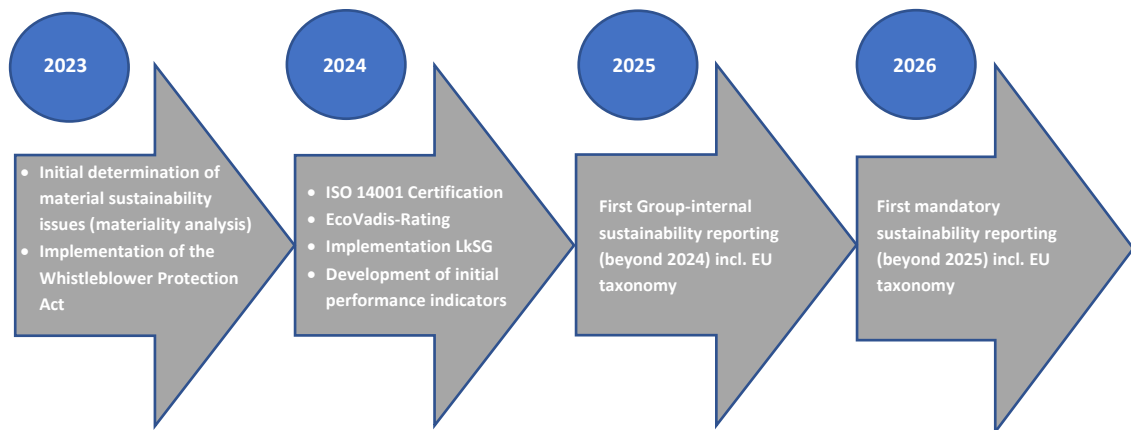 2023
• Initial determination of
material sustainability
issues (materiality analysis)
• Implementation of the
Whistleblower Protection
Act
2024
• ISO 14001 Certification
• EcoVadis-Rating
• Implementation LkSG
• Development of initial
performance indicators
2025
First Group-internal
sustainability reporting
(beyond 2024) incl. EU
taxonomy
2026
First mandatory
sustainability reporting
(beyond 2025) incl. EU
taxonomy